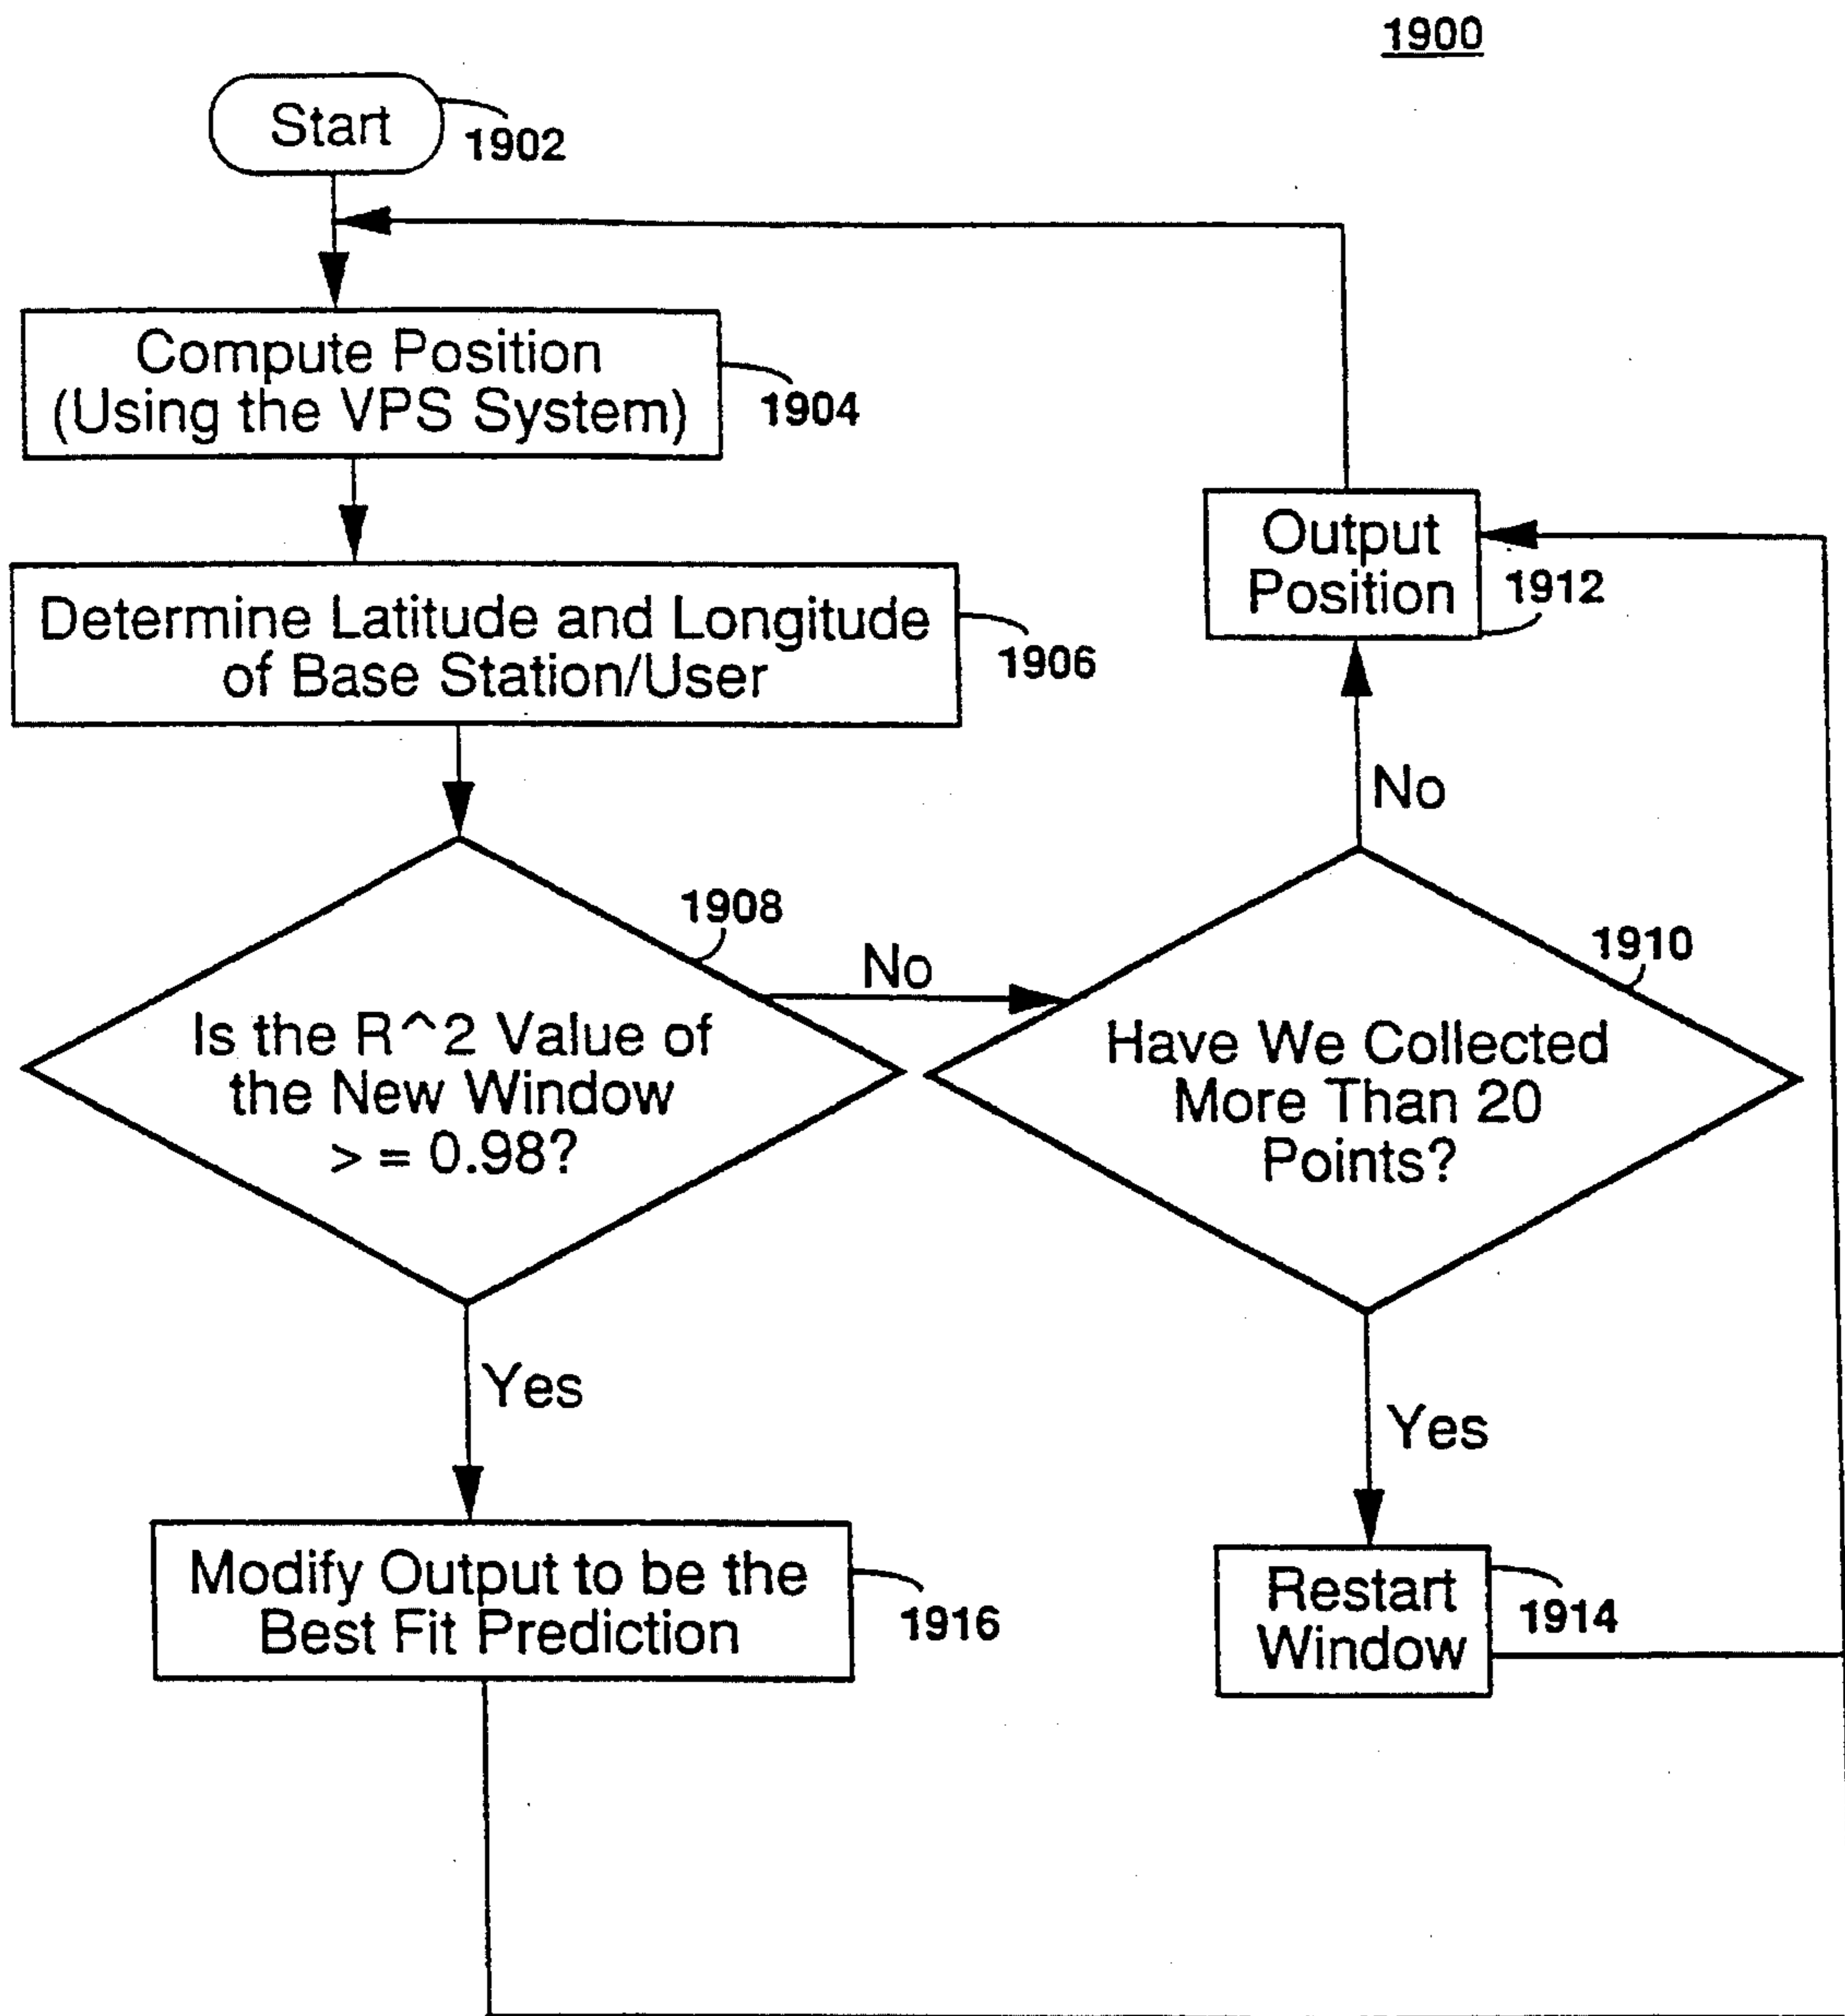 1900
Start
1902
Compute Position
(Using the VPS System)
1904
Determine Latitude and Longitude
of Base Station/User
1906
Output
Position
1912
No
1908
No
1910
Is the R^2 Value of
the New Window
> = 0.98?
Have We Collected
More Than 20
Points?
Yes
Yes
Modify Output to be the
Best Fit Prediction
1916
Restart
Window
1914